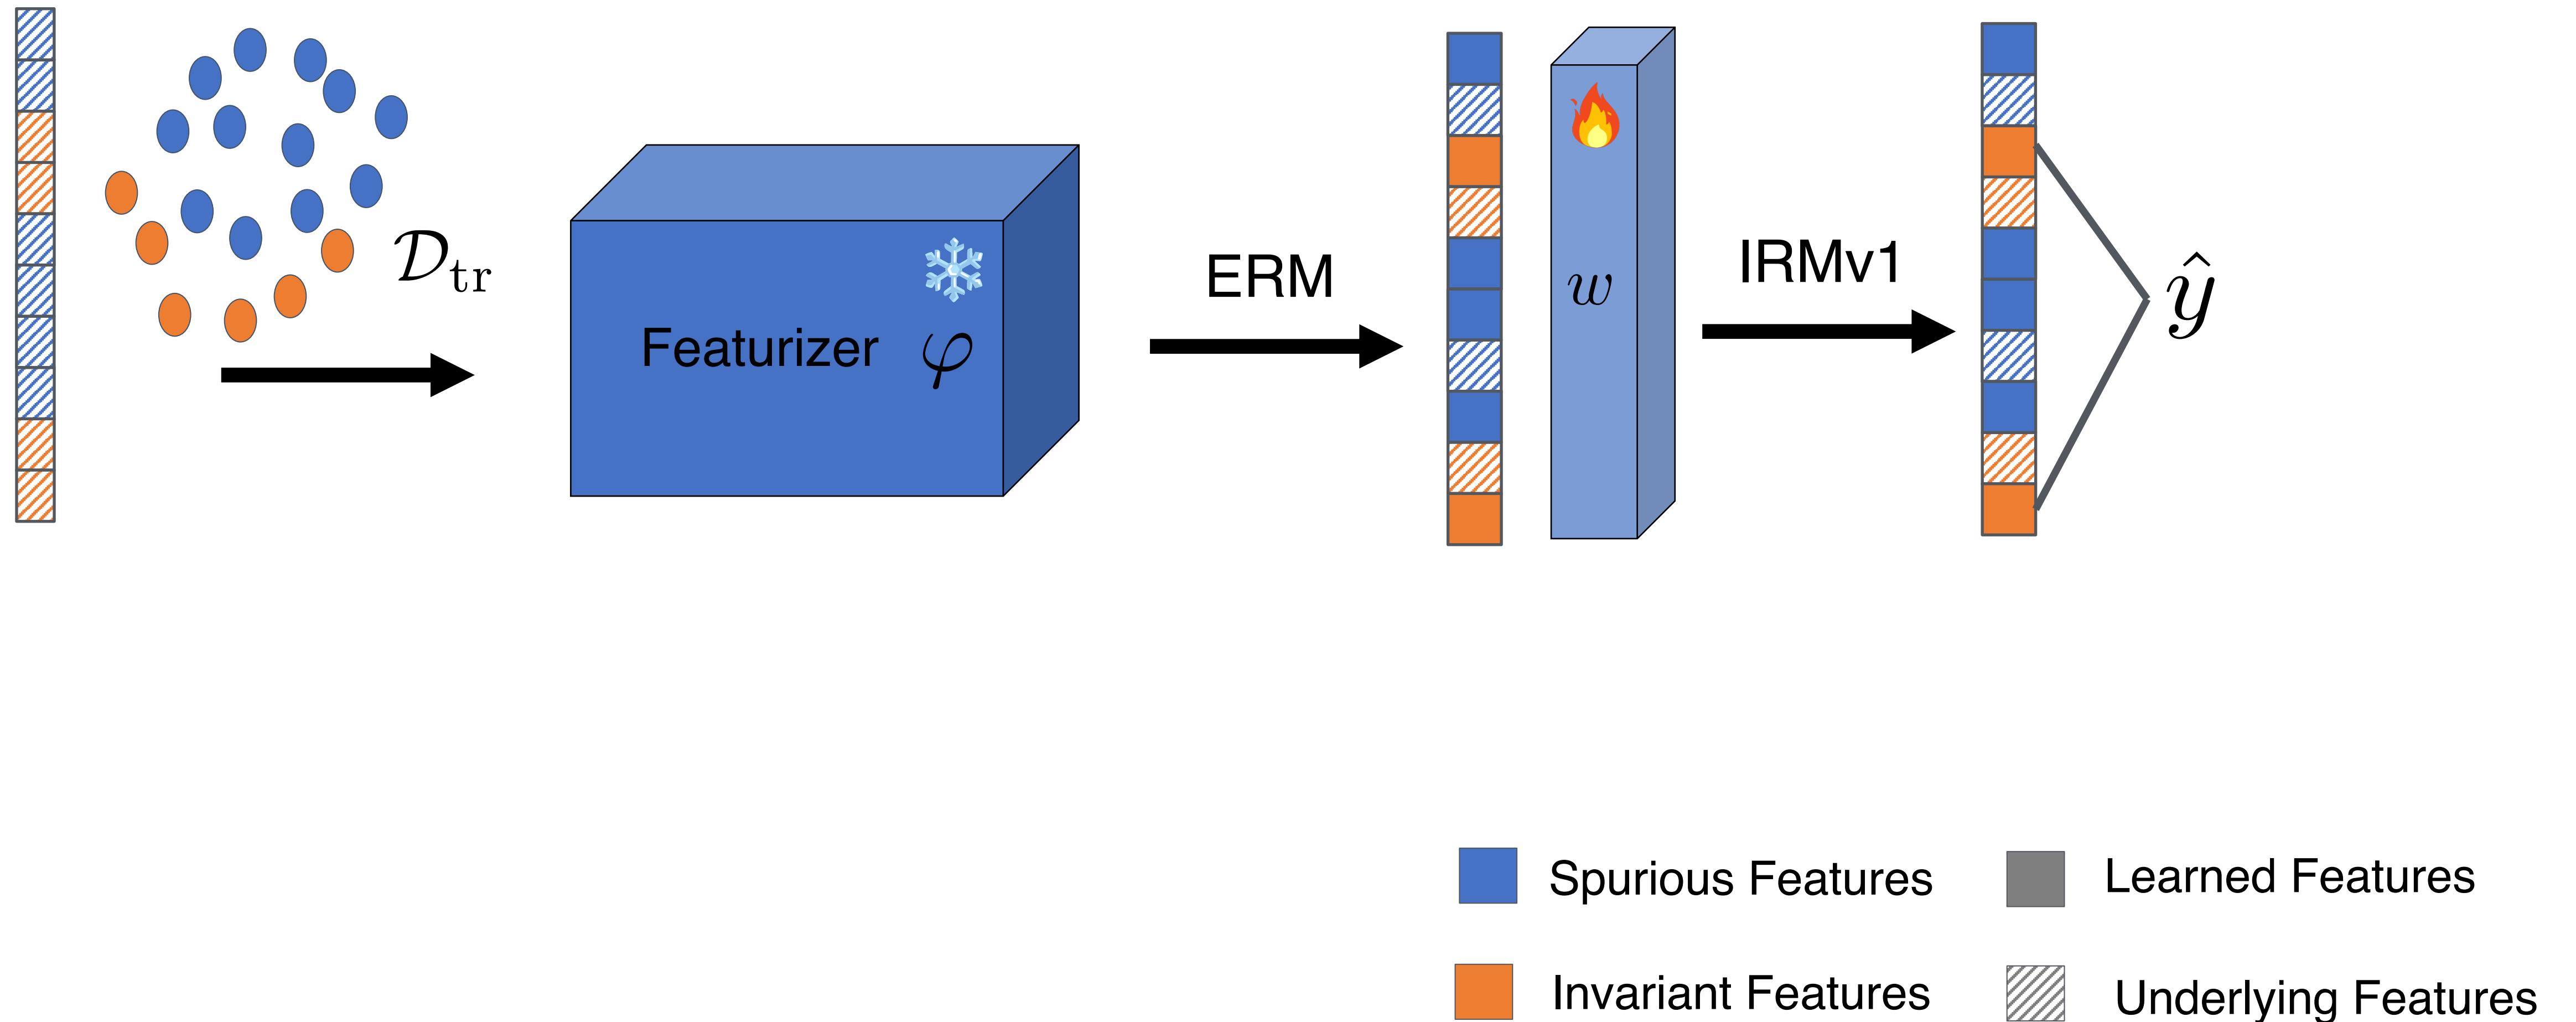 𝒟tr
Featurizer φ
ERM
w
IRMv1
ŷ
Spurious Features
Learned Features
Invariant Features
Underlying Features